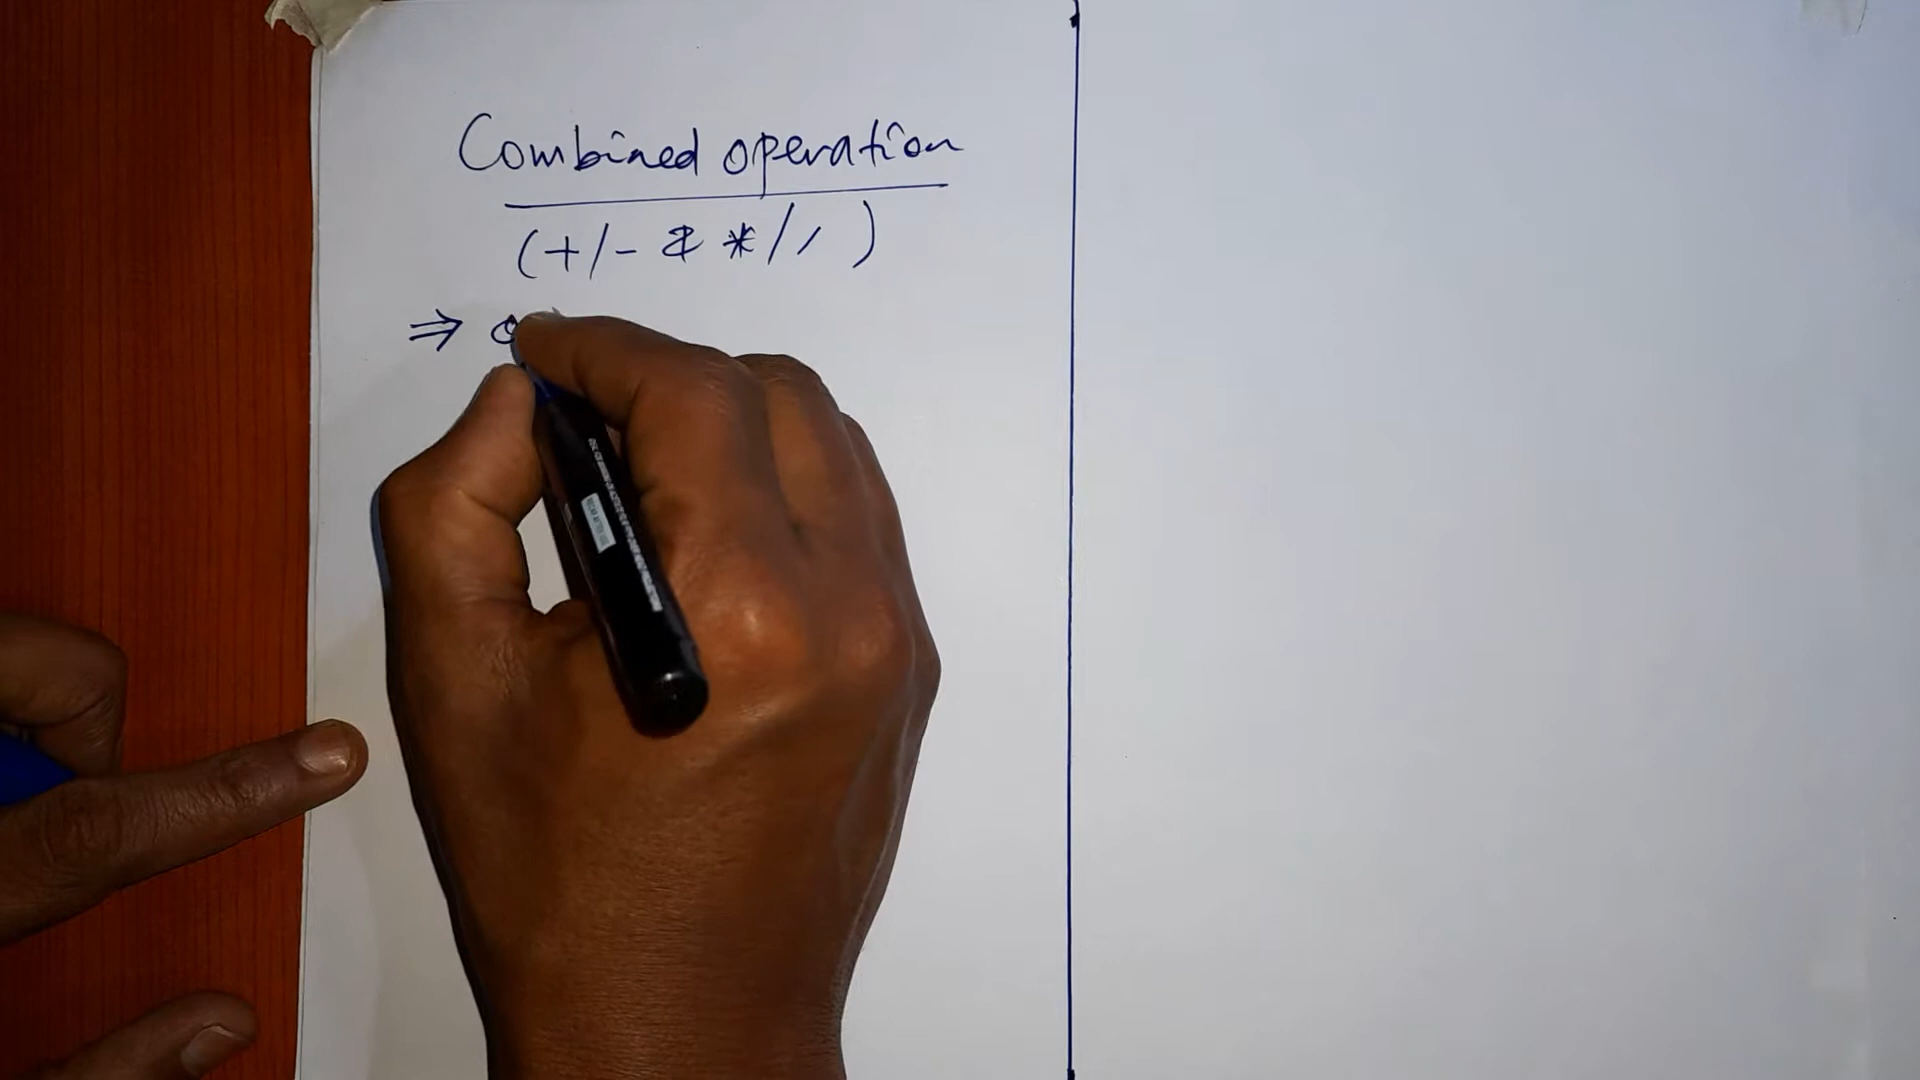 Combined operation
(+/- & */ / )
⇒ o